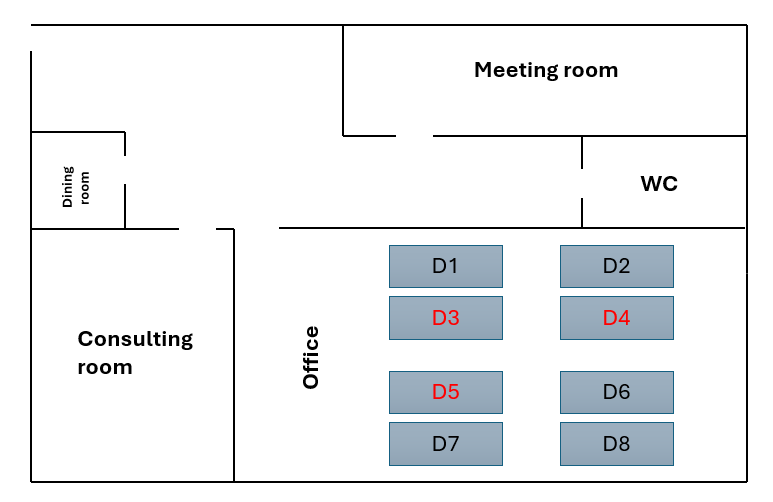 Meeting room
Dining
room
WC
D1
D2
D3
D4
Consulting
room
Office
D5
D6
D7
D8